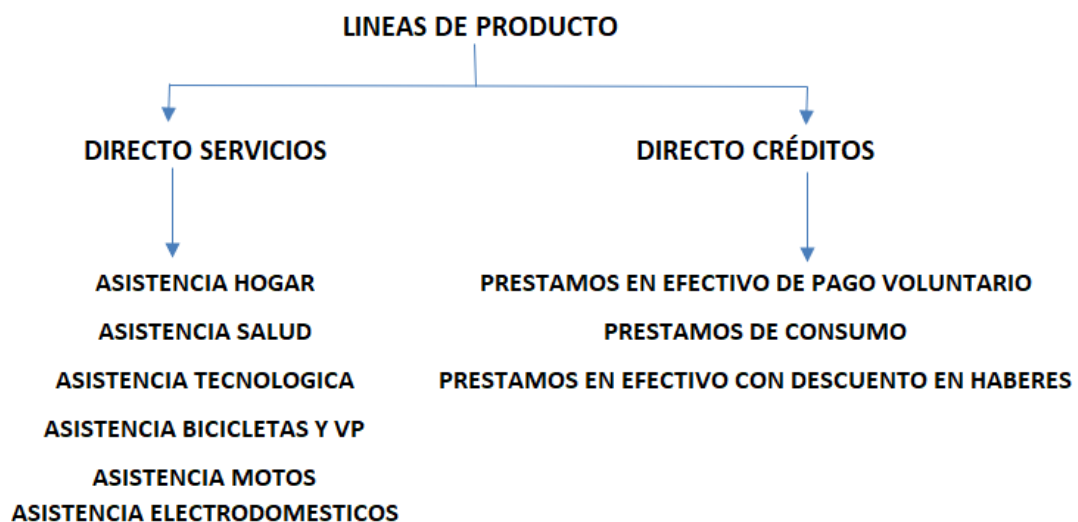 LINEAS DE PRODUCTO
DIRECTO SERVICIOS
ASISTENCIA HOGAR
ASISTENCIA SALUD
ASISTENCIA TECNOLOGICA
ASISTENCIA BICICLETAS Y VP
ASISTENCIA MOTOS
ASISTENCIA ELECTRODOMESTICOS
DIRECTO CRÉDITOS
PRESTAMOS EN EFECTIVO DE PAGO VOLUNTARIO
PRESTAMOS DE CONSUMO
PRESTAMOS EN EFECTIVO CON DESCUENTO EN HABERES